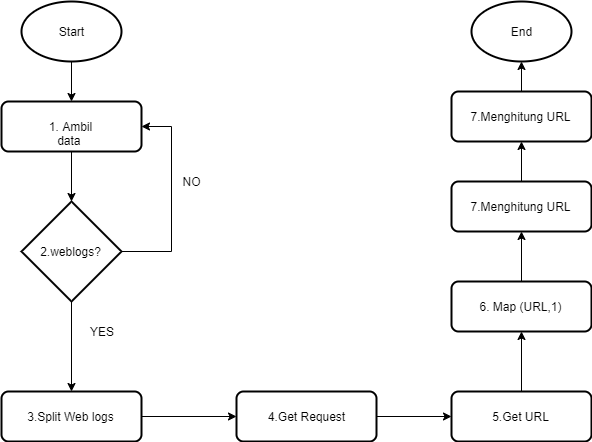 Start
1. Ambil
data
NO
2.weblogs?
YES
3.Split Web logs
4.Get Request
5.Get URL
6. Map (URL,1)
7.Menghitung URL
7.Menghitung URL
End